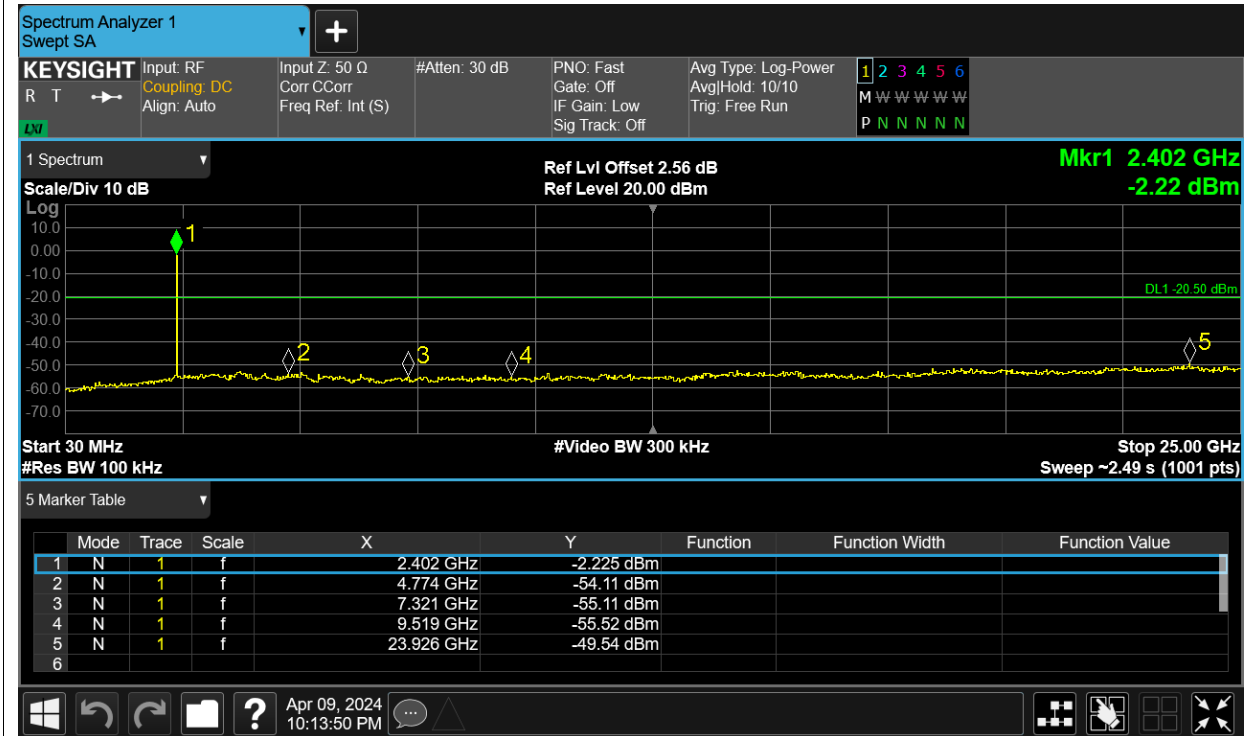 Spectrum Analyzer 1
Swept SA
KEYSIGHT
R T
LXI
Input: RF
Coupling: DC
Align: Auto
Input Z: 50 Ω
Corr CCorr
Freq Ref: Int (S)
#Atten: 30 dB
PNO: Fast
Gate: Off
IF Gain: Low
Sig Track: Off
Avg Type: Log-Power
Avg|Hold: 10/10
Trig: Free Run
1 2 3 4 5 6
M W W W W W
P N N N N N
1 Spectrum
Scale/Div 10 dB
Ref Lvl Offset 2.56 dB
Ref Level 20.00 dBm
Mkr1 2.402 GHz
-2.22 dBm
Log
10.0
0.00
-10.0
-20.0
-30.0
-40.0
-50.0
-60.0
-70.0
1
2
3
4
5
DL1 -20.50 dBm
Start 30 MHz
#Res BW 100 kHz
#Video BW 300 kHz
Stop 25.00 GHz
Sweep ~2.49 s (1001 pts)
5 Marker Table
Mode Trace Scale X Y Function Function Width Function Value
1 N 1 f 2.402 GHz -2.225 dBm
2 N 1 f 4.774 GHz -54.11 dBm
3 N 1 f 7.321 GHz -55.11 dBm
4 N 1 f 9.519 GHz -55.52 dBm
5 N 1 f 23.926 GHz -49.54 dBm
6
?
Apr 09, 2024
10:13:50 PM